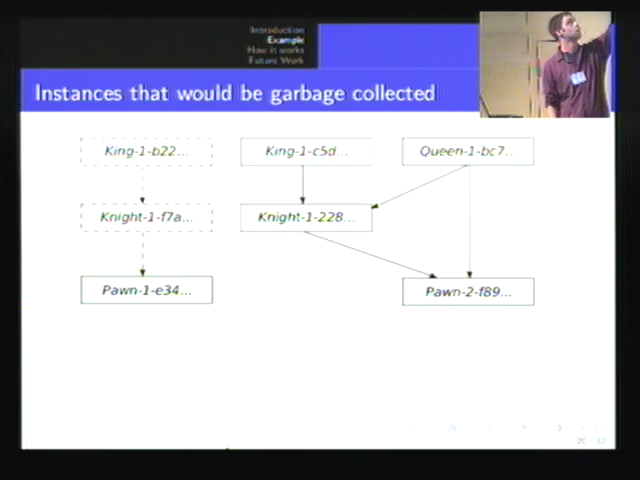 Introduction
Example
How it works
Future Work
Instances that would be garbage collected
King-1-b22...
King-1-c5d...
Queen-1-bc7...
Knight-1-f7a...
Knight-1-228...
Pawn-1-e34...
Pawn-2-f89...